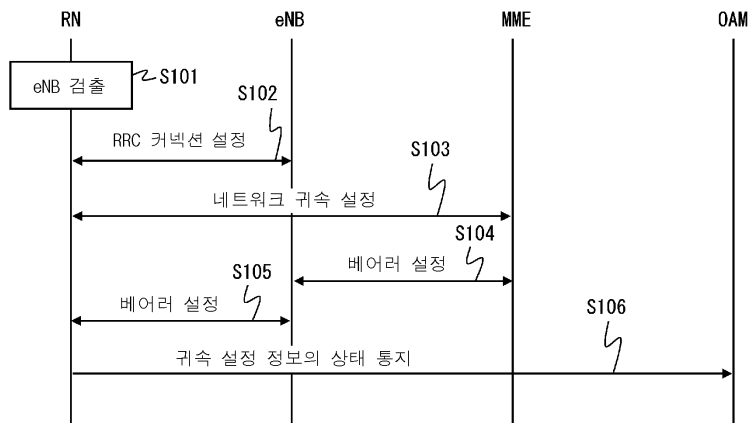 RN
eNB
MME
OAM
eNB 검출
S101
S102
RRC 커넥션 설정
S103
네트워크 귀속 설정
S104
베어러 설정
S105
베어러 설정
S106
귀속 설정 정보의 상태 통지